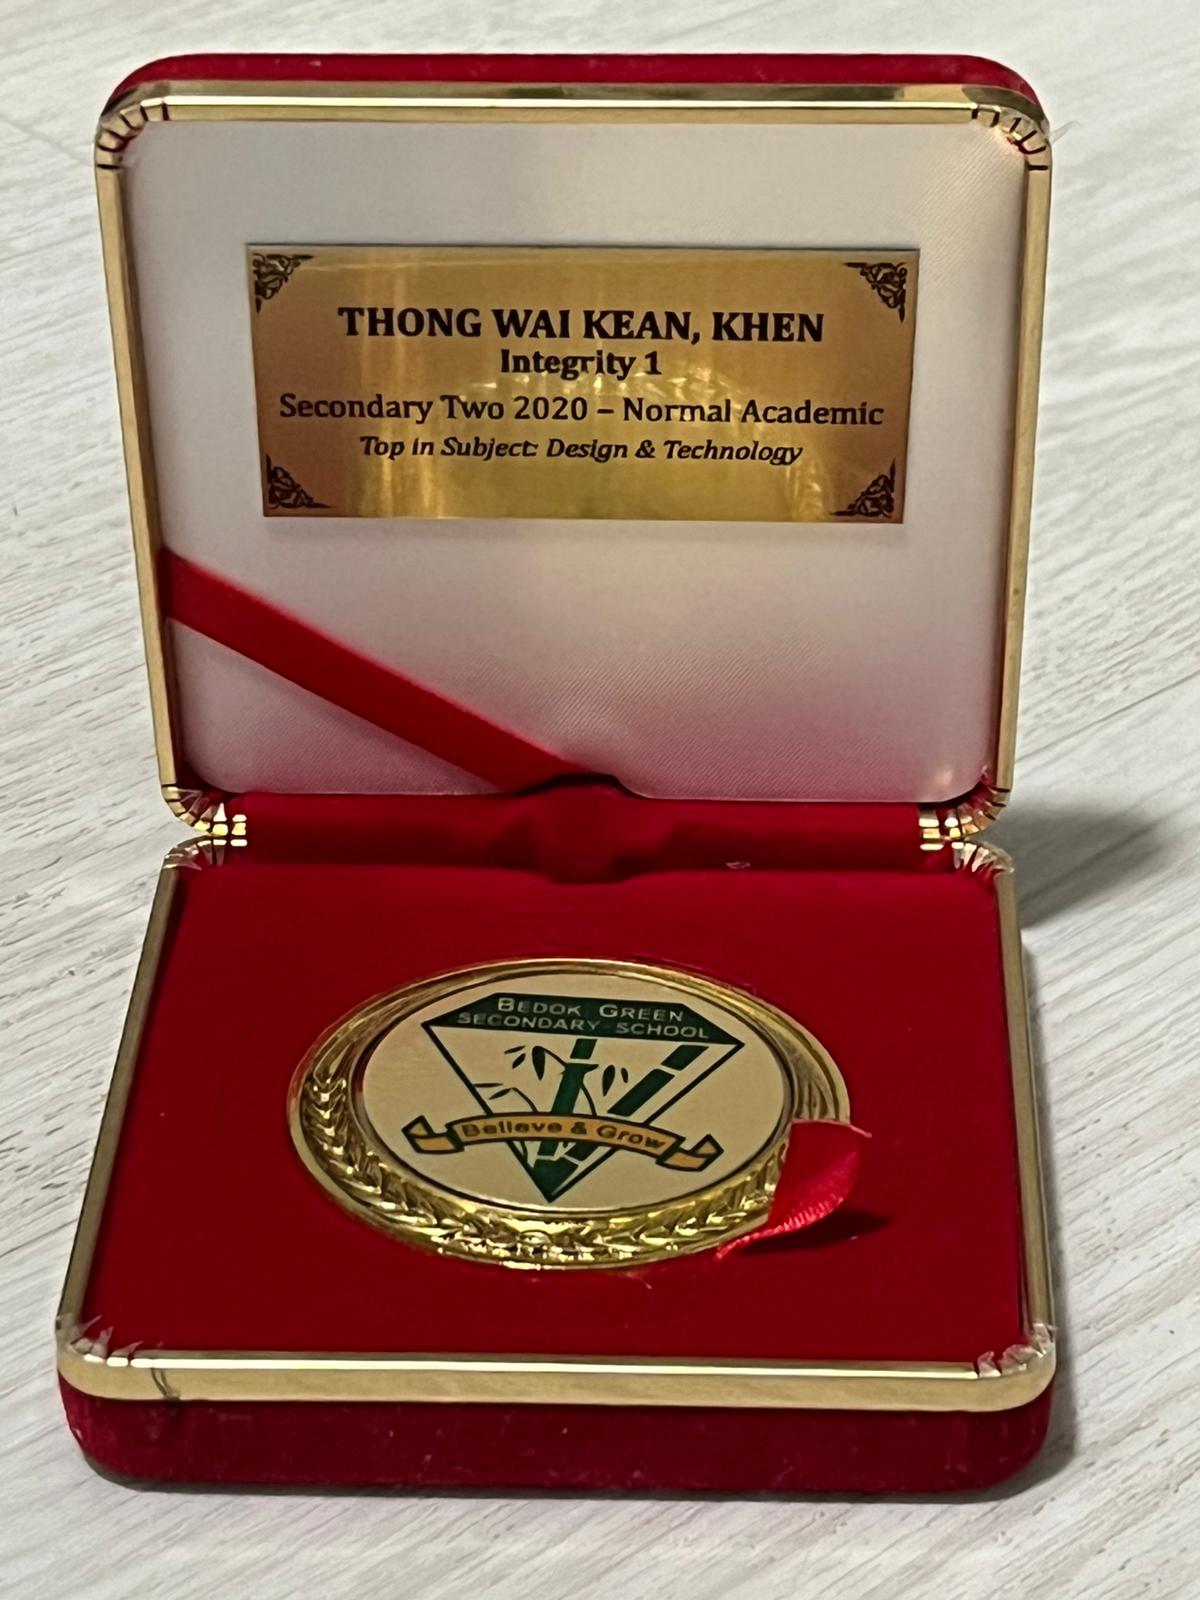 THONG WAI KEAN, KHEN
Integrity 1
Secondary Two 2020 – Normal Academic
Top in Subject: Design & Technology
BEDOK GREEN
SECONDARY SCHOOL
Believe & Grow